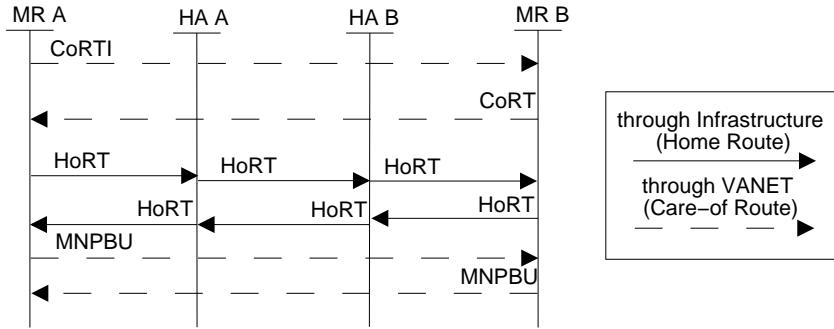 MR A
HA A
HA B
MR B
CoRTI
CoRT
HoRT
HoRT
HoRT
HoRT
HoRT
HoRT
MNPBU
MNPBU
through Infrastructure
(Home Route)
through VANET
(Care−of Route)